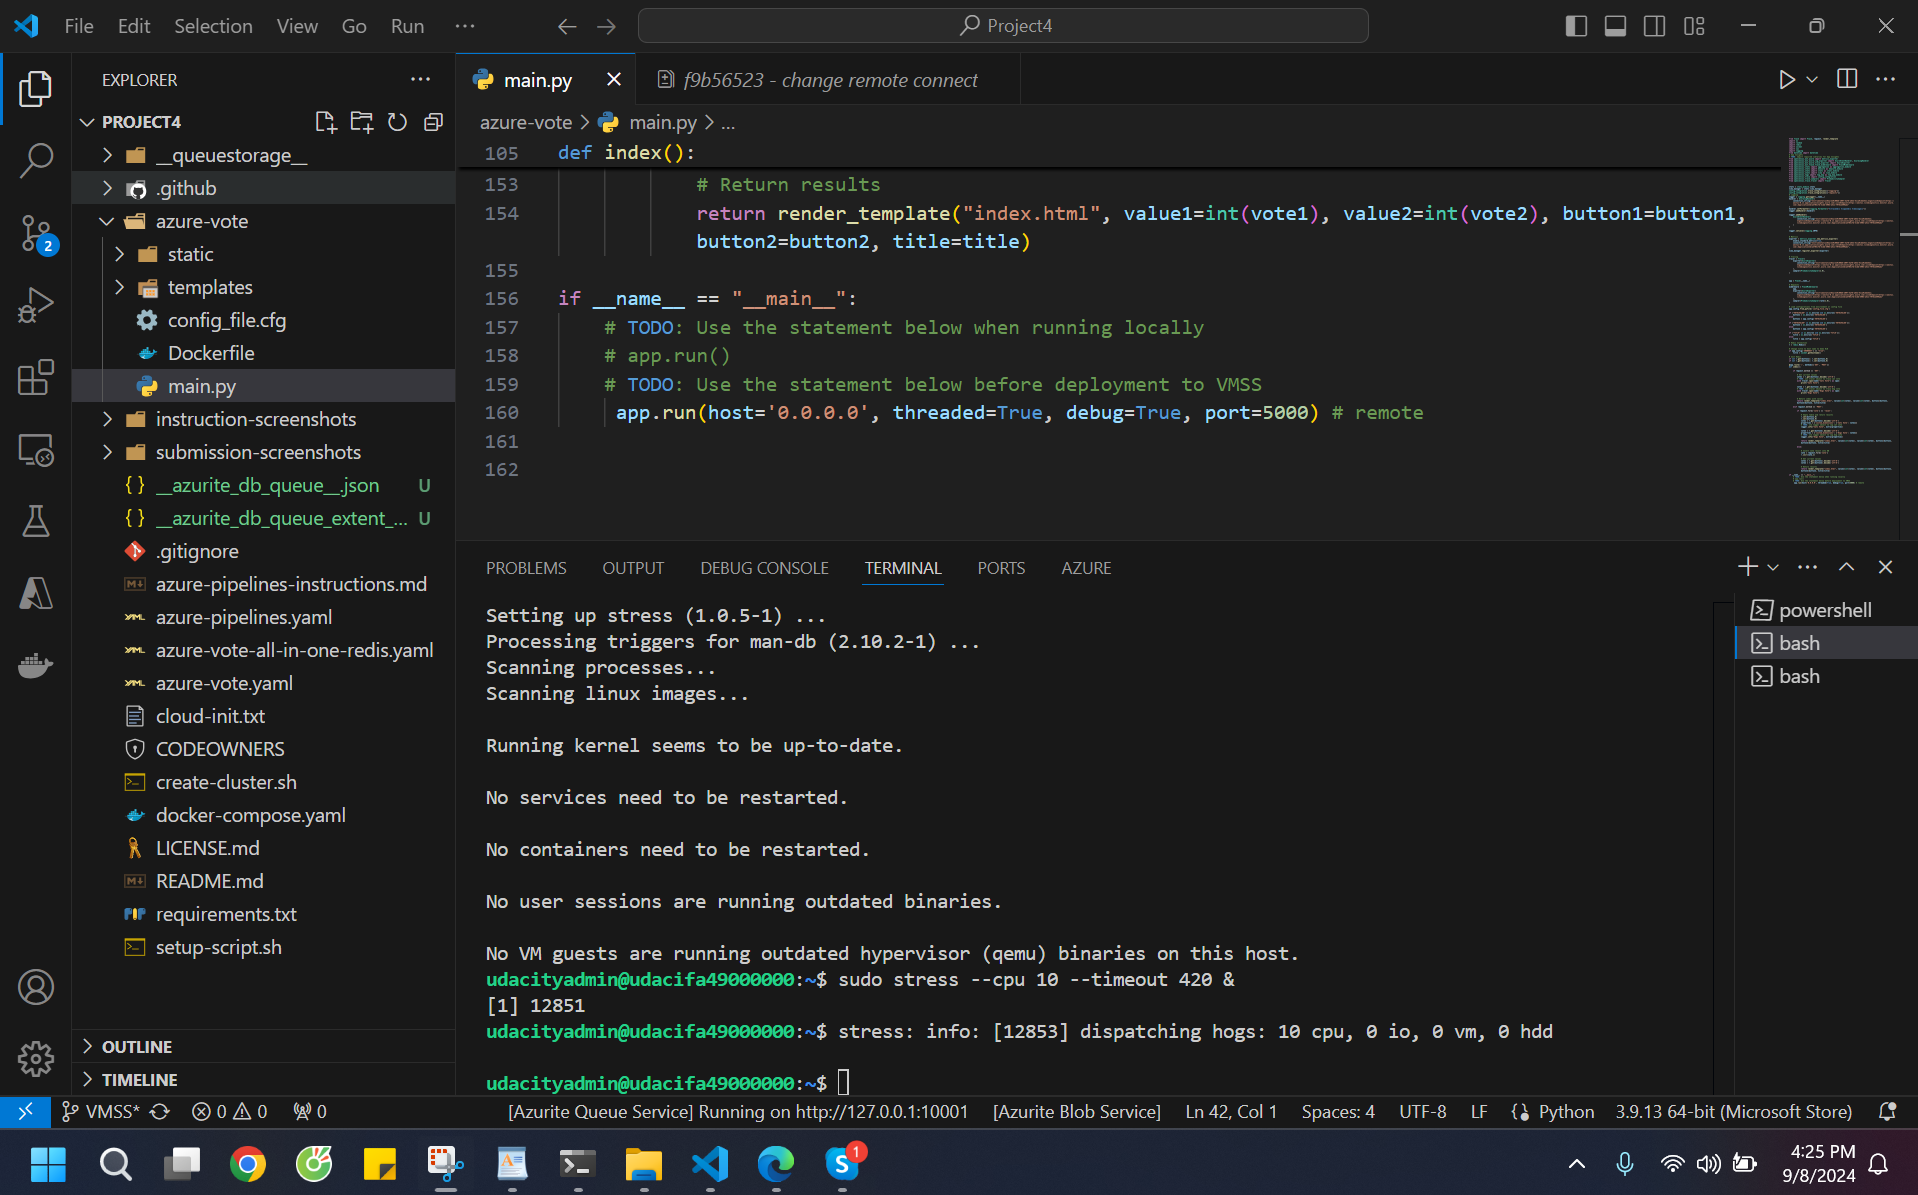 File Edit Selection View Go Run ···
Project4
EXPLORER ···
PROJECT4
__queuestorage__
.github
azure-vote
static
templates
config_file.cfg
Dockerfile
main.py
instruction-screenshots
submission-screenshots
{} __azurite_db_queue__.json U
{} __azurite_db_queue_extent_... U
.gitignore
azure-pipelines-instructions.md
azure-pipelines.yaml
azure-vote-all-in-one-redis.yaml
azure-vote.yaml
cloud-init.txt
CODEOWNERS
create-cluster.sh
docker-compose.yaml
LICENSE.md
README.md
requirements.txt
setup-script.sh
OUTLINE
TIMELINE
2
main.py
f9b56523 - change remote connect
azure-vote > main.py > ...
105 def index():
153 # Return results
154 return render_template("index.html", value1=int(vote1), value2=int(vote2), button1=button1,
button2=button2, title=title)
155
156 if __name__ == "__main__":
157 # TODO: Use the statement below when running locally
158 # app.run()
159 # TODO: Use the statement below before deployment to VMSS
160 app.run(host='0.0.0.0', threaded=True, debug=True, port=5000) # remote
161
162
PROBLEMS OUTPUT DEBUG CONSOLE TERMINAL PORTS AZURE
Setting up stress (1.0.5-1) ...
Processing triggers for man-db (2.10.2-1) ...
Scanning processes...
Scanning linux images...
Running kernel seems to be up-to-date.
No services need to be restarted.
No containers need to be restarted.
No user sessions are running outdated binaries.
No VM guests are running outdated hypervisor (qemu) binaries on this host.
udacityadmin@udacifa49000000:~$ sudo stress --cpu 10 --timeout 420 &
[1] 12851
udacityadmin@udacifa49000000:~$ stress: info: [12853] dispatching hogs: 10 cpu, 0 io, 0 vm, 0 hdd
udacityadmin@udacifa49000000:~$
powershell
bash
bash
VMSS* 0 0 0 [Azurite Queue Service] Running on http://127.0.0.1:10001 [Azurite Blob Service] Ln 42, Col 1 Spaces: 4 UTF-8 LF Python 3.9.13 64-bit (Microsoft Store)
1
4:25 PM
9/8/2024